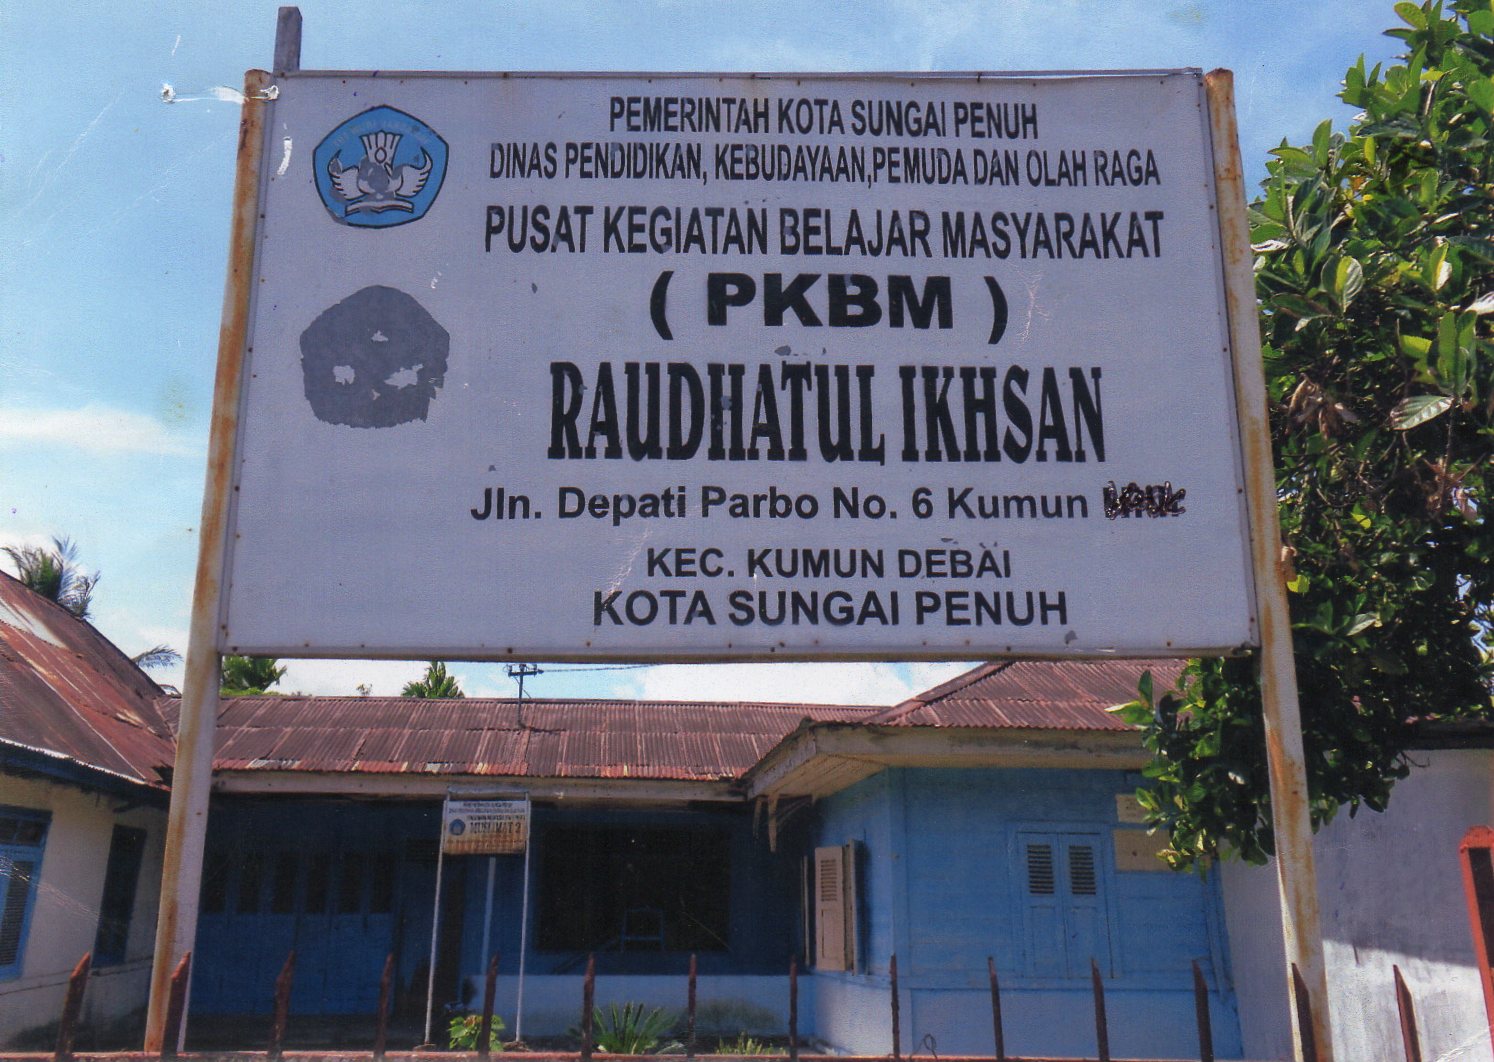 PEMERINTAH KOTA SUNGAI PENUH
DINAS PENDIDIKAN, KEBUDAYAAN,PEMUDA DAN OLAH RAGA
PUSAT KEGIATAN BELAJAR MASYARAKAT
( PKBM )
RAUDHATUL IKHSAN
Jln. Depati Parbo No. 6 Kumun
KEC. KUMUN DEBAI
KOTA SUNGAI PENUH